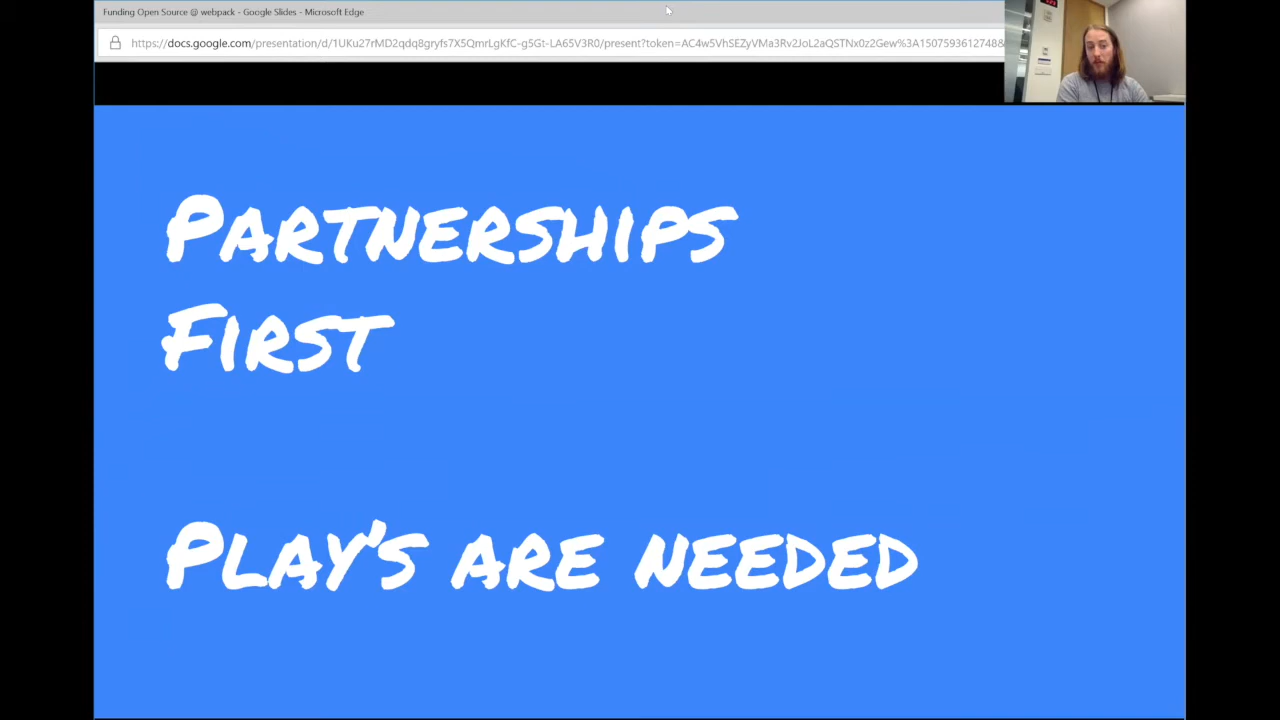 Funding Open Source @ webpack - Google Slides - Microsoft Edge
https://docs.google.com/presentation/d/1UKu27rMD2qdq8gryfs7X5QmrLgKfC-g5Gt-LA65V3R0/present?token=AC4w5VhSEZyVMa3Rv2JoL2aQSTNx0z2Gew%3A1507593612748&
Partnerships
First
Play's are needed